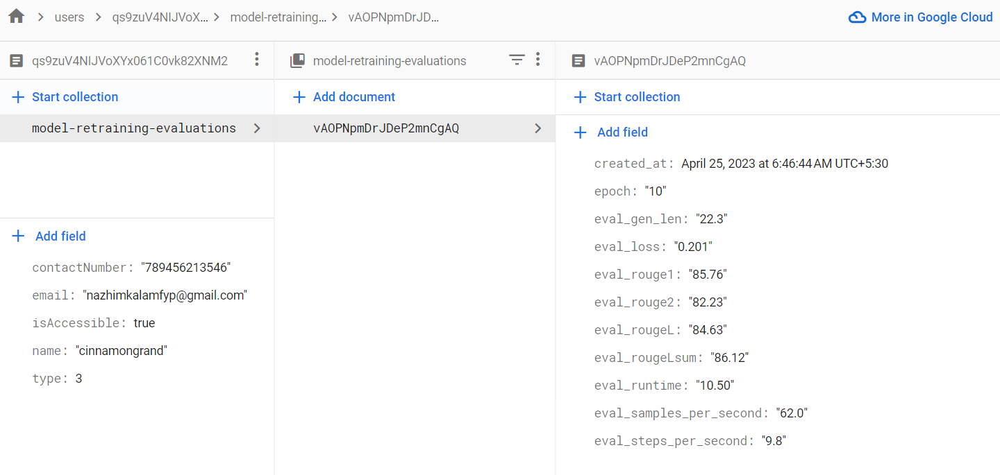 users qs9zuV4NIJVoX... model-retraining... vAOPNpmDrJD... More in Google Cloud
qs9zuV4NIJVoXYx061C0vk82XNM2
Start collection
model-retraining-evaluations
Add field
contactNumber: "789456213546"
email: "nazhimkalamfyp@gmail.com"
isAccessible: true
name: "cinnamongrand"
type: 3
model-retraining-evaluations
Add document
vAOPNpmDrJDeP2mnCgAQ
vAOPNpmDrJDeP2mnCgAQ
Start collection
Add field
created_at: April 25, 2023 at 6:46:44 AM UTC+5:30
epoch: "10"
eval_gen_len: "22.3"
eval_loss: "0.201"
eval_rouge1: "85.76"
eval_rouge2: "82.23"
eval_rougeL: "84.63"
eval_rougeLsum: "86.12"
eval_runtime: "10.50"
eval_samples_per_second: "62.0"
eval_steps_per_second: "9.8"